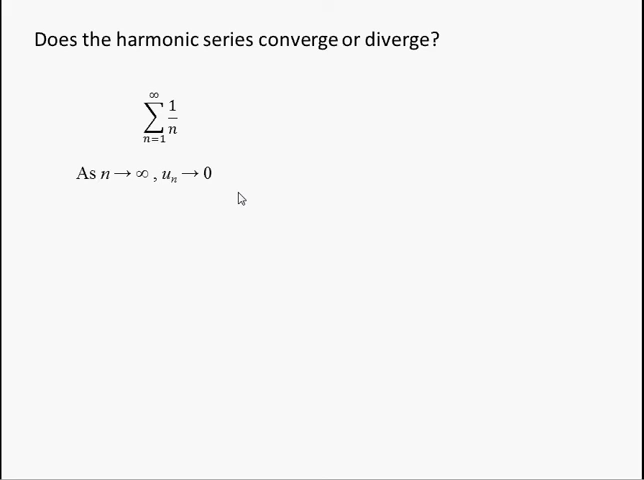 Does the harmonic series converge or diverge?
∞
∑ 1/n
n=1
As n → ∞ , uₙ → 0